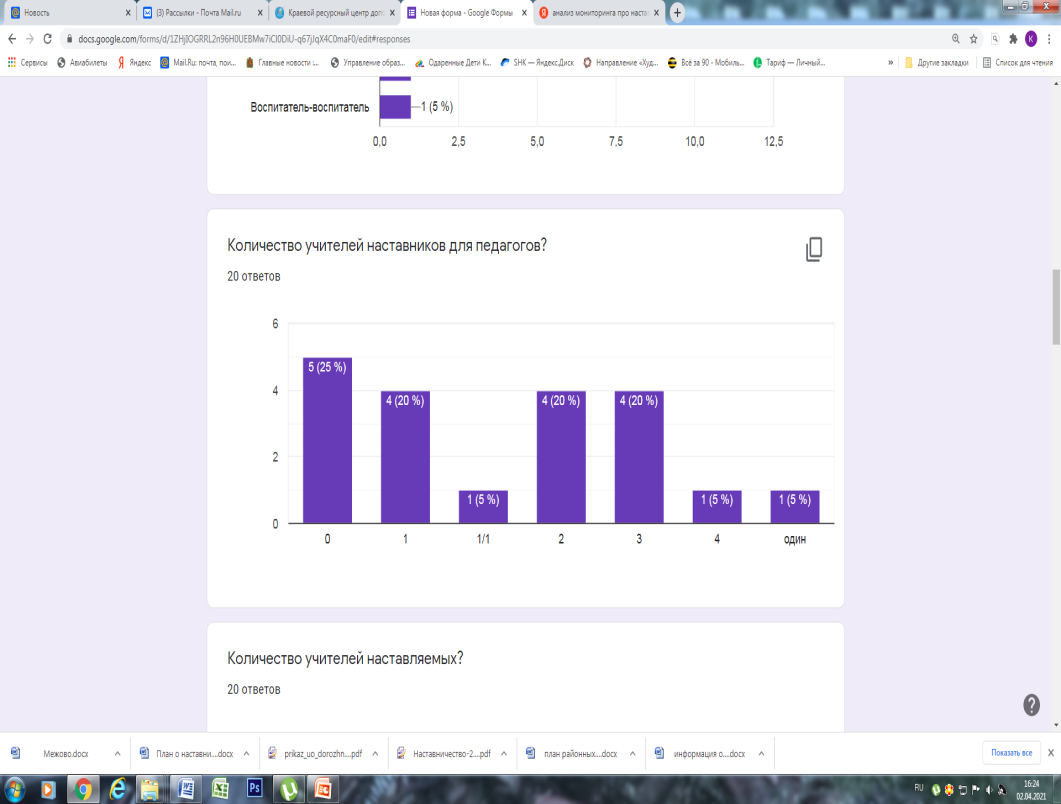 Новость
(3) Рассылки - Почта Mail.ru
Краевой ресурсный центр допо
Новая форма - Google Формы
анализ мониторинга про наста
docs.google.com/forms/d/
/edit#responses
Сервисы
Авиабилеты
Яндекс
Mail.Ru: почта, пои...
Главные новости :...
Управление образ...
Одаренные Дети К...
SHK — Яндекс.Диск
Направление «Худ...
Всё за 90 - Мобиль...
Тариф — Личный...
»
Другие закладки
Список для чтения
Воспитатель-воспитатель
1 (5 %)
0,0 2,5 5,0 7,5 10,0 12,5
Количество учителей наставников для педагогов?
20 ответов
6
5 (25 %)
4
4 (20 %) 4 (20 %) 4 (20 %)
2
1 (5 %) 1 (5 %) 1 (5 %)
0
0 1 1/1 2 3 4 один
Количество учителей наставляемых?
20 ответов
Межово.docx
План о наставни....docx
prikaz_uo_dorozhn....pdf
Наставничество-2....pdf
план районных....docx
информация о....docx
Показать все
Ps
RU
16:24
02.04.2021